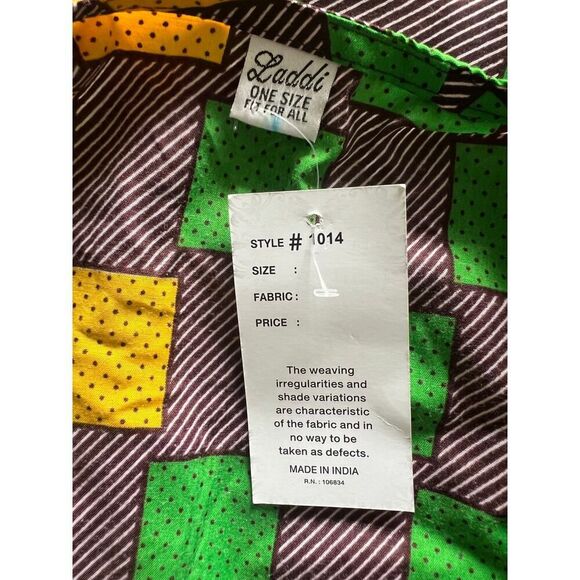 Laddi
ONE SIZE
FIT FOR ALL
STYLE # 1014
SIZE :
FABRIC :
PRICE :
The weaving
irregularities and
shade variations
are characteristic
of the fabric and in
no way to be
taken as defects.
MADE IN INDIA
R.N. : 106834